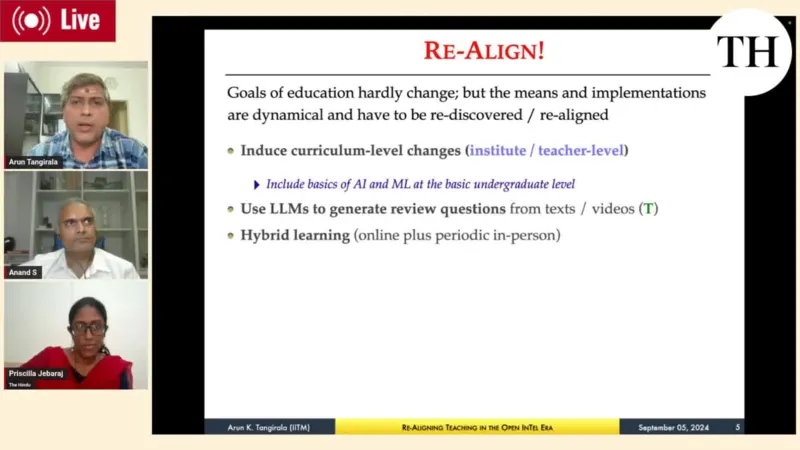 Live
TH
Arun Tangirala
Anand S
Priscilla Jebaraj
The Hindu
RE-ALIGN!
Goals of education hardly change; but the means and implementations
are dynamical and have to be re-discovered / re-aligned
Induce curriculum-level changes (institute / teacher-level)
Include basics of AI and ML at the basic undergraduate level
Use LLMs to generate review questions from texts / videos (T)
Hybrid learning (online plus periodic in-person)
Arun K. Tangirala (IITM)
RE-ALIGNING TEACHING IN THE OPEN INTEL ERA
September 05, 2024
5